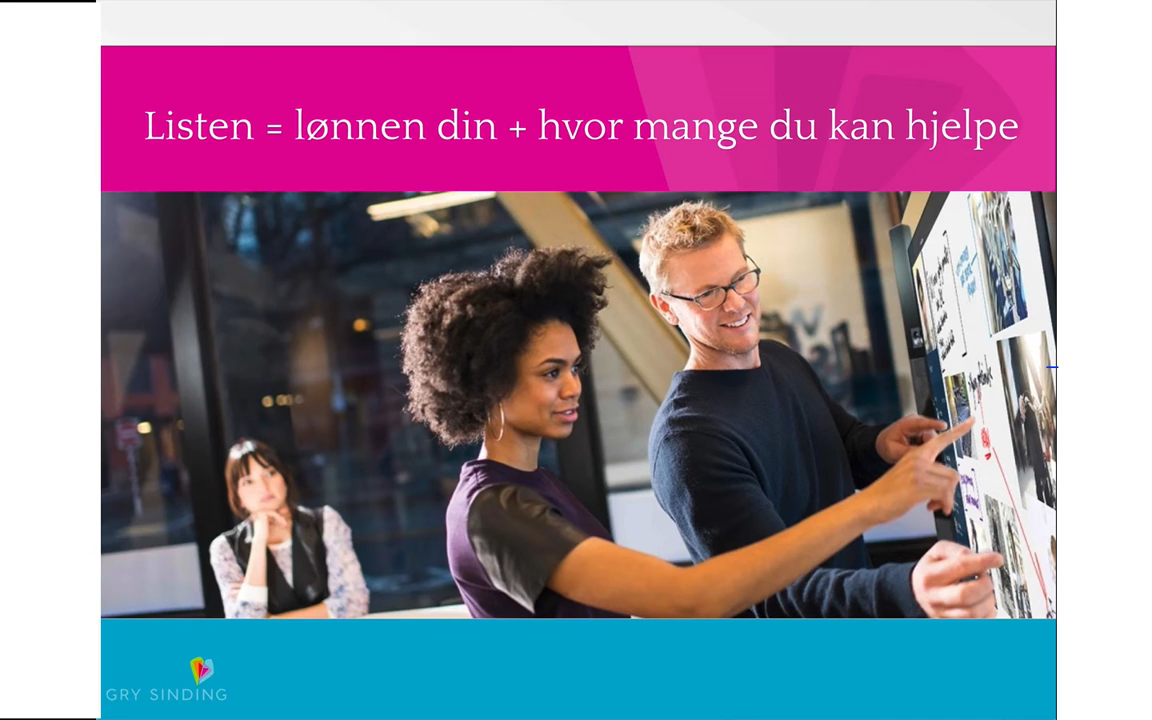 Listen = lønnen din + hvor mange du kan hjelpe
GRY SINDING